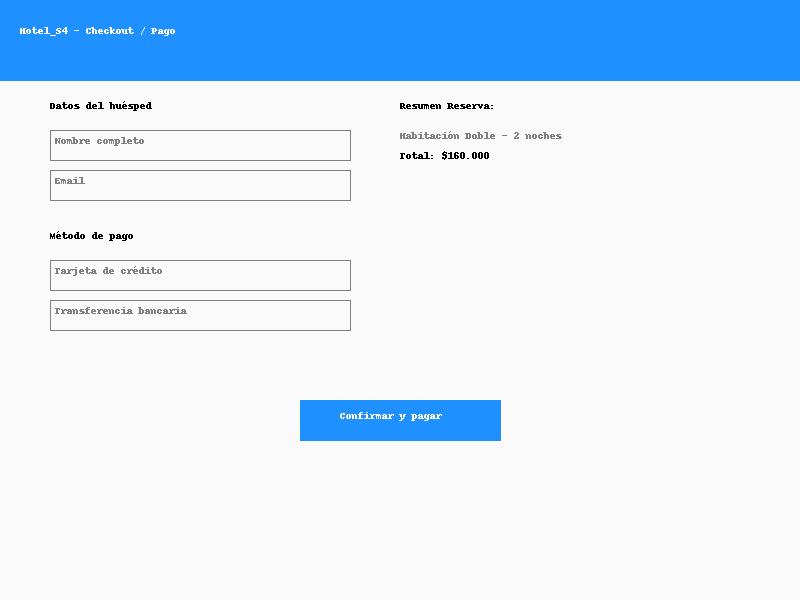 Hotel_S4 - Checkout / Pago
Datos del huésped
Nombre completo
Email
Método de pago
Tarjeta de crédito
Transferencia bancaria
Resumen Reserva:
Habitación Doble - 2 noches
Total: $160.000
Confirmar y pagar